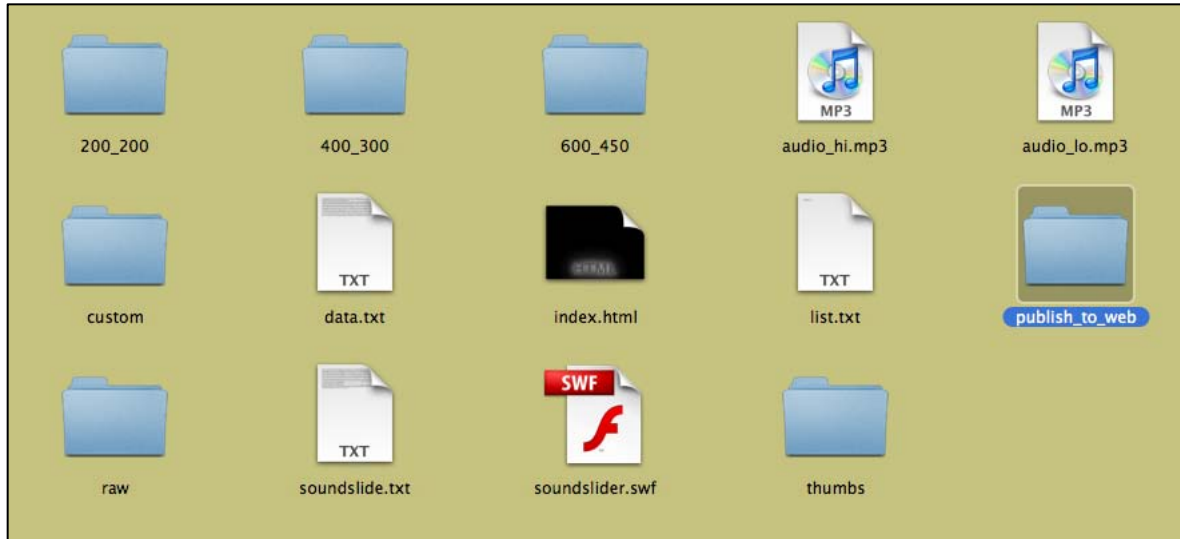 MP3
MP3
200_200
400_300
600_450
audio_hi.mp3
audio_lo.mp3
TXT
HTML
TXT
custom
data.txt
index.html
list.txt
publish_to_web
SWF
TXT
raw
soundslide.txt
soundslider.swf
thumbs